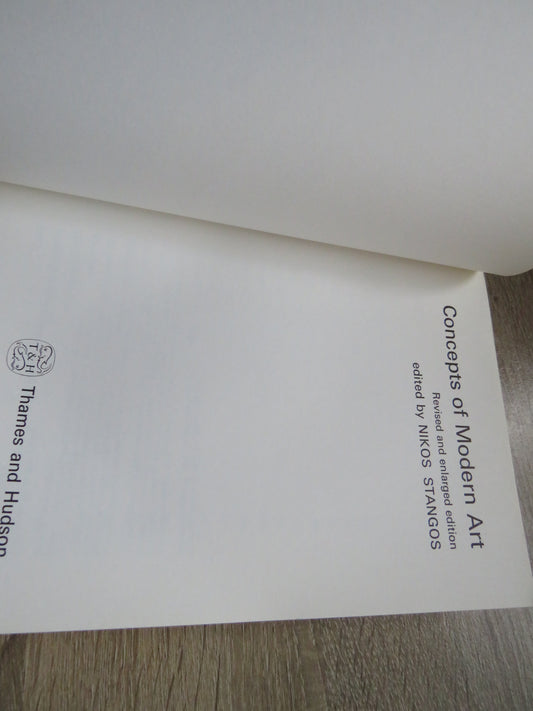 Concepts of Modern Art
Revised and enlarged edition
edited by NIKOS STANGOS
T & H
Thames and Hudson